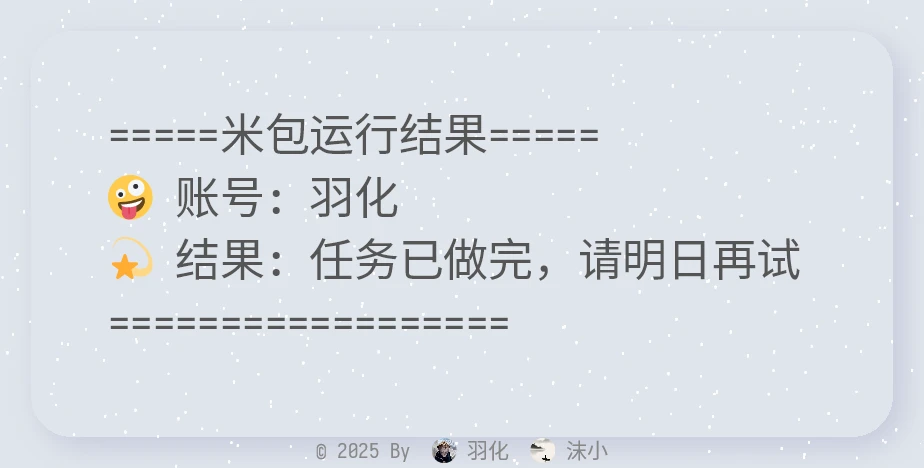 =====米包运行结果=====
🤪 账号：羽化
💫 结果：任务已做完，请明日再试
==================
© 2025 By 羽化 沫小